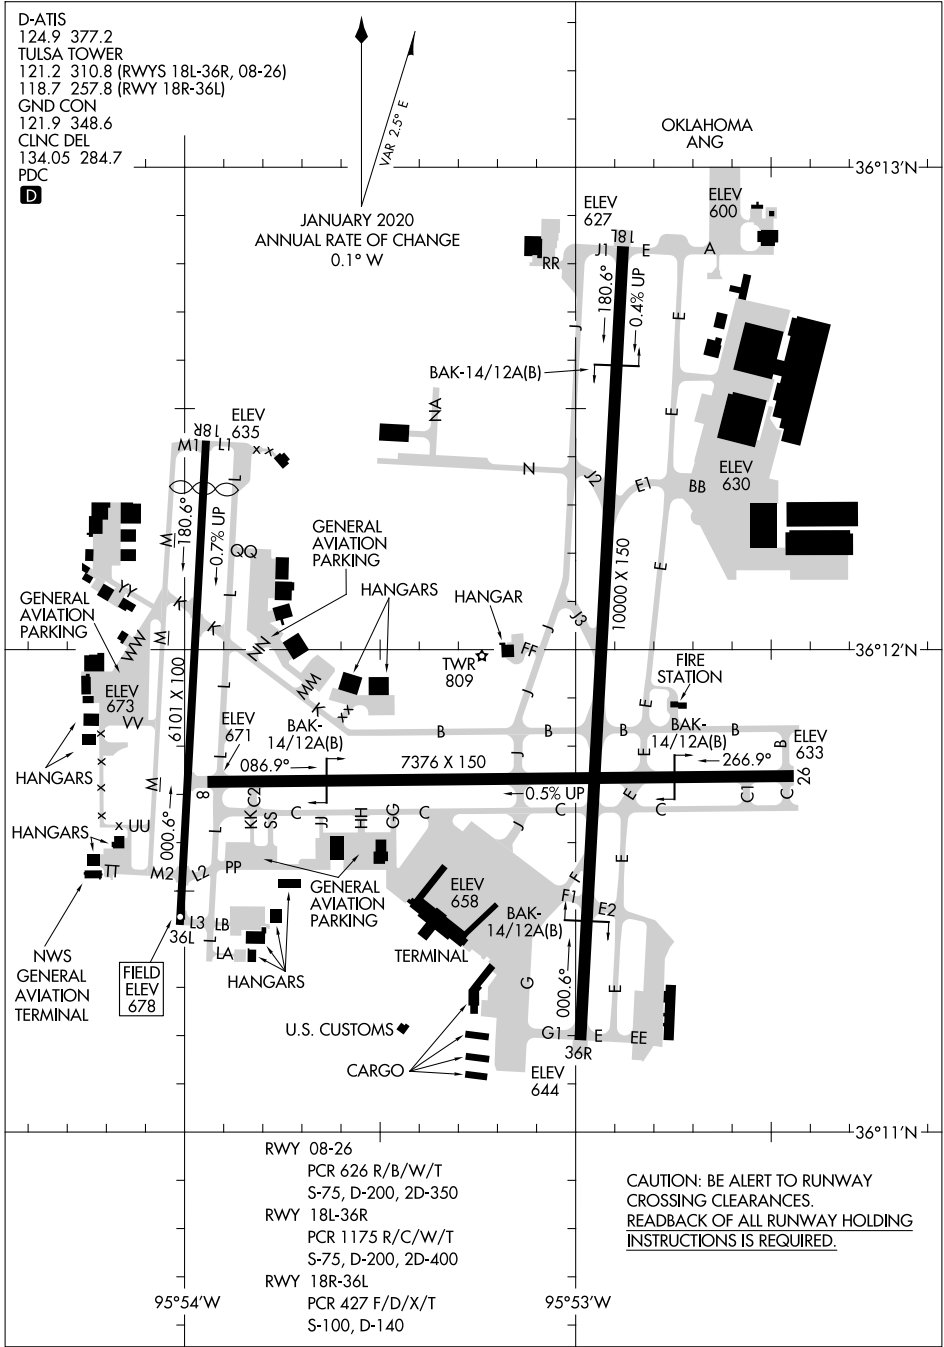 D-ATIS
124.9 377.2
TULSA TOWER
121.2 310.8 (RWYS 18L-36R, 08-26)
118.7 257.8 (RWY 18R-36L)
GND CON
121.9 348.6
CLNC DEL
134.05 284.7
PDC
D
VAR 2.5° E
JANUARY 2020
ANNUAL RATE OF CHANGE
0.1° W
OKLAHOMA
ANG
36°13'N
ELEV
627
ELEV
600
18L
J1
E
A
RR
180.6°
0.4% UP
J
E
BAK-14/12A(B)
NA
E
ELEV
635
18R
M1
L1
x x
L
N
J2
E1
BB
ELEV
630
M
180.6°
0.7% UP
QQ
GENERAL
AVIATION
PARKING
10000 X 150
E
YY
K
L
HANGARS
HANGAR
GENERAL
AVIATION
PARKING
WW
M
K
NN
J
J3
FF
TWR
809
36°12'N
FIRE
STATION
ELEV
673
VV
6101 X 100
L
MM
K
x x
J
E
ELEV
671
BAK-
14/12A(B)
B
B
B
B
BAK-
14/12A(B)
B
B
ELEV
633
HANGARS
x
x
x
x
M
086.9°
7376 X 150
J
E
266.9°
26
8
0.5% UP
000.6°
KK
C2
SS
C
JJ
HH
GG
C
C
E
C
C1
C
HANGARS
x
UU
L
J
TT
M2
L2
PP
F
E
GENERAL
AVIATION
PARKING
ELEV
658
BAK-
14/12A(B)
F1
E2
36L
L3
LB
L
LA
HANGARS
TERMINAL
NWS
GENERAL
AVIATION
TERMINAL
FIELD
ELEV
678
G
000.6°
E
U.S. CUSTOMS
G1
E
EE
36R
CARGO
ELEV
644
36°11'N
RWY 08-26
PCR 626 R/B/W/T
S-75, D-200, 2D-350
RWY 18L-36R
PCR 1175 R/C/W/T
S-75, D-200, 2D-400
RWY 18R-36L
PCR 427 F/D/X/T
S-100, D-140
CAUTION: BE ALERT TO RUNWAY
CROSSING CLEARANCES.
READBACK OF ALL RUNWAY HOLDING
INSTRUCTIONS IS REQUIRED.
95°54'W
95°53'W